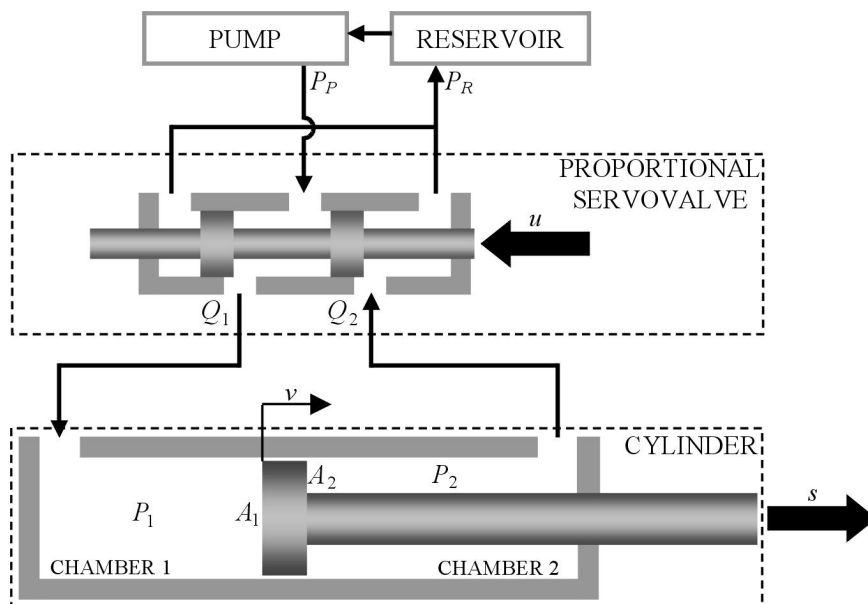 PUMP
RESERVOIR
P_P
P_R
PROPORTIONAL
SERVOVALVE
u
Q_1
Q_2
v
CYLINDER
A_2
P_2
s
P_1
A_1
CHAMBER 1
CHAMBER 2